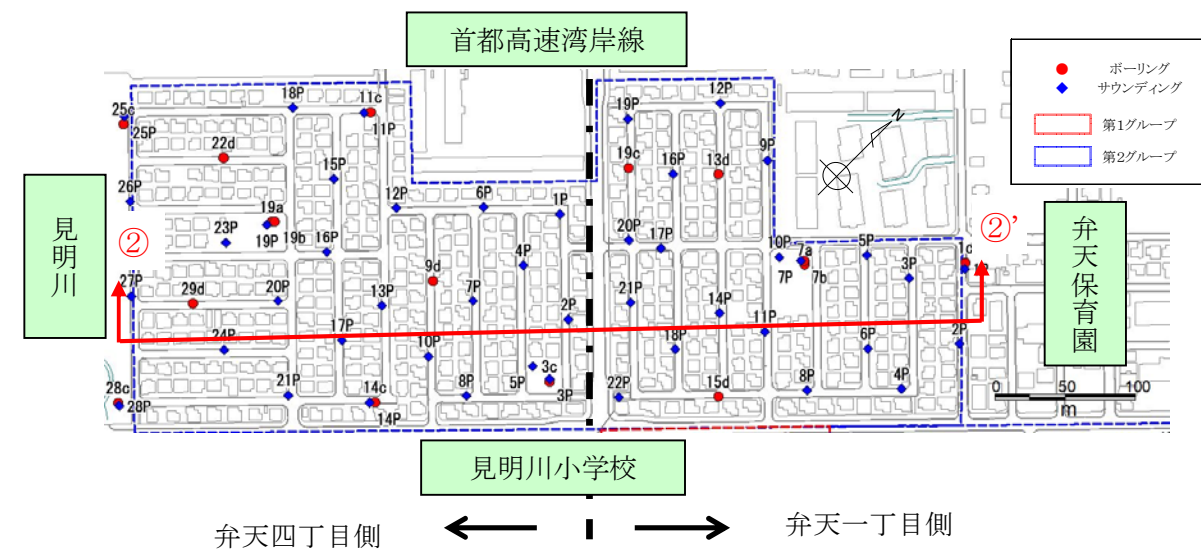 首都高速湾岸線
ボーリング
サウンディング
第1グループ
第2グループ
N
見明川
弁天保育園
②
②'
25c
25P
18P
11c
11P
22d
15P
26P
19a
19P
19b
23P
16P
12P
6P
1P
4P
9d
7P
27P
29d
20P
13P
2P
24P
17P
10P
3c
5P
3P
8P
21P
14c
14P
28c
28P
19P
12P
19c
16P
13d
9P
20P
17P
10P
7a
7P
7b
5P
3P
1c
21P
14P
11P
18P
6P
2P
22P
15d
8P
4P
0 50 100
m
見明川小学校
弁天四丁目側
弁天一丁目側